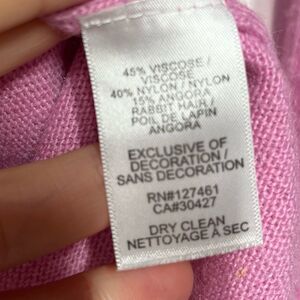 45% VISCOSE /
VISCOSE
40% NYLON / NYLON
15% ANGORA
RABBIT HAIR /
POIL DE LAPIN
ANGORA
EXCLUSIVE OF
DECORATION /
SANS DECORATION
RN#127461
CA#30427
DRY CLEAN
NETTOYAGE A SEC